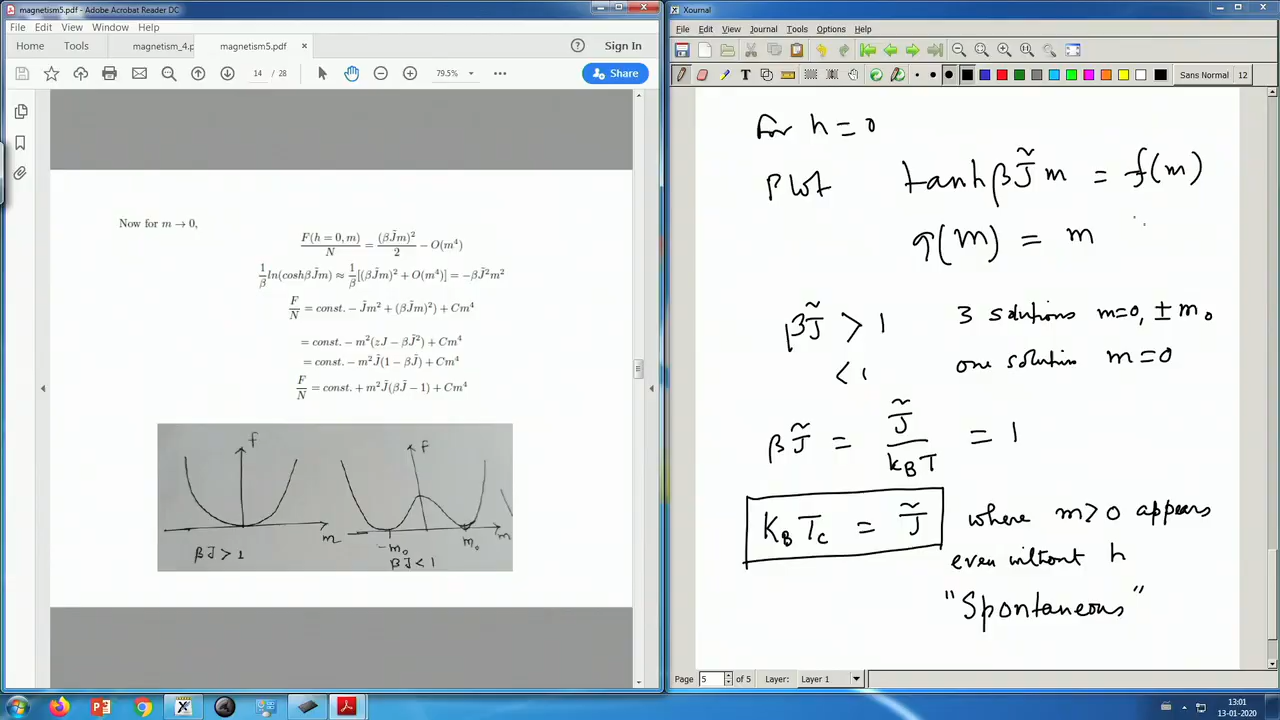 magnetism5.pdf - Adobe Acrobat Reader DC
File Edit View Window Help
Home Tools magnetism_4.p magnetism5.pdf × ? Sign In
14 / 28 79.5% Share
Now for m → 0,
F(h = 0, m)/N = (βJ̃m)²/2 − O(m⁴)
1/β ln(coshβJ̃m) ≈ 1/β[(βJ̃m)² + O(m⁴)] = −βJ̃²m²
F/N = const. − J̃m² + (βJ̃m)²) + Cm⁴
= const. − m²(zJ − βJ̃²) + Cm⁴
= const. − m²J̃(1 − βJ̃) + Cm⁴
F/N = const. + m²J̃(βJ̃ − 1) + Cm⁴
f F
m -m₀ m₀ m
βJ > 1 βJ < 1
Xournal
File Edit View Journal Tools Options Help
Sans Normal 12
For h = 0
Plot tanhβJ̃m = f(m)
g(m) = m
βJ̃ > 1 3 solutions m=0, ±m₀
< 1 one solution m=0
βJ̃ = J̃/k_BT = 1
K_BT_C = J̃ where m>0 appears
even without h
"Spontaneous"
Page 5 of 5 Layer: Layer 1
13:01
13-01-2020